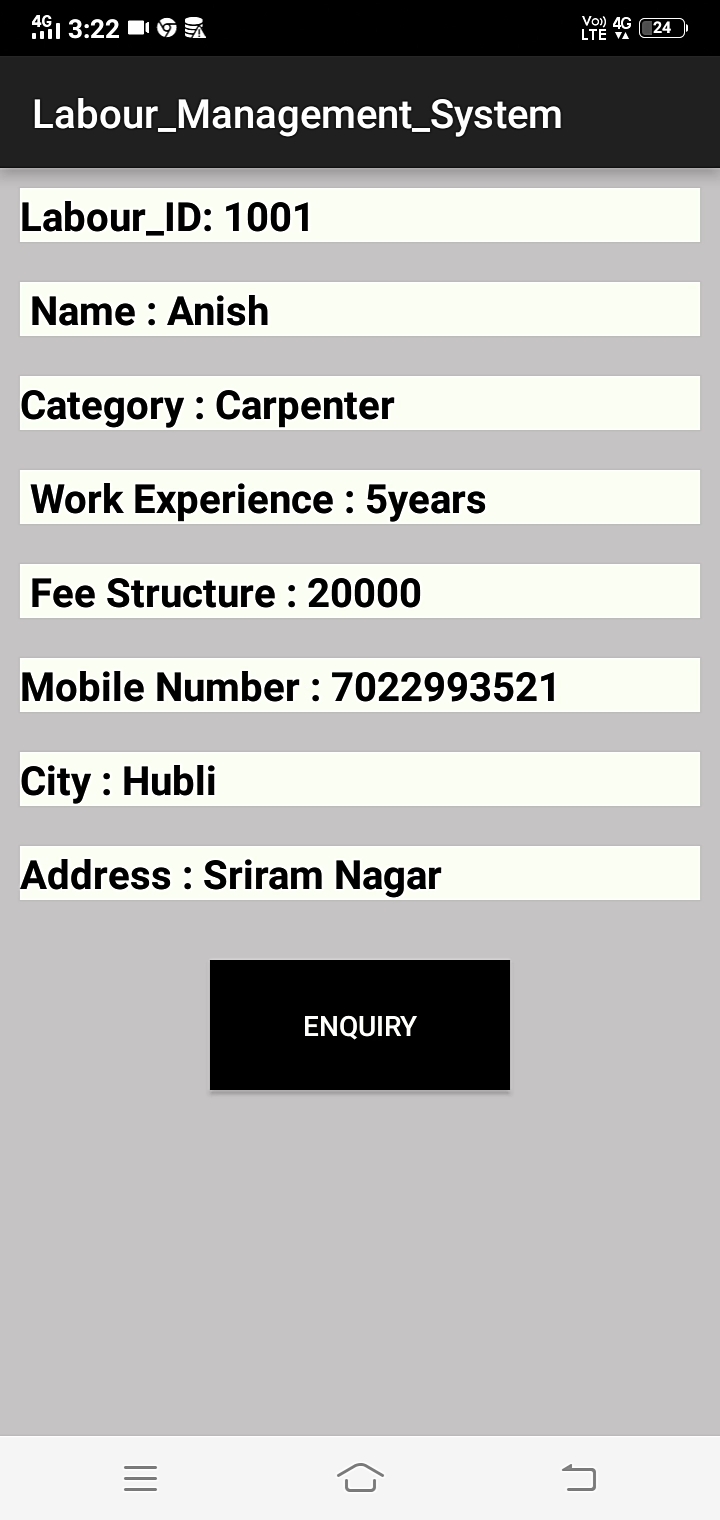 4G 3:22 Vo)) LTE 4G 24
Labour_Management_System
Labour_ID: 1001
Name : Anish
Category : Carpenter
Work Experience : 5years
Fee Structure : 20000
Mobile Number : 7022993521
City : Hubli
Address : Sriram Nagar
ENQUIRY